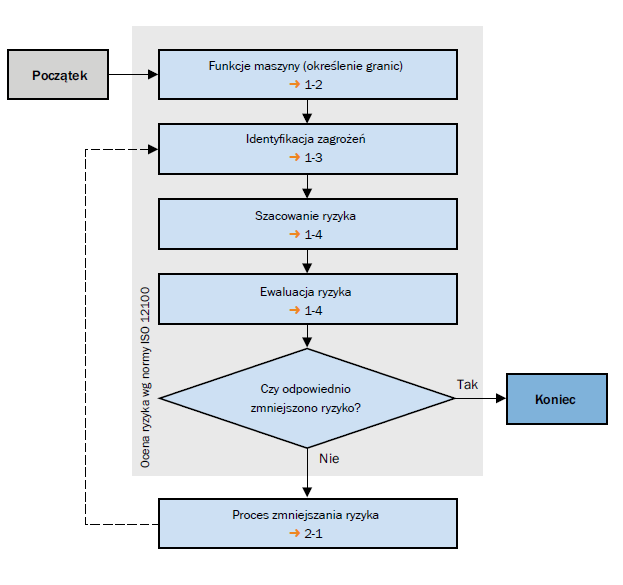 Początek
Funkcje maszyny (określenie granic)
➔ 1-2
Identyfikacja zagrożeń
➔ 1-3
Szacowanie ryzyka
➔ 1-4
Ewaluacja ryzyka
➔ 1-4
Ocena ryzyka wg normy ISO 12100
Czy odpowiednio
zmniejszono ryzyko?
Tak
Koniec
Nie
Proces zmniejszania ryzyka
➔ 2-1